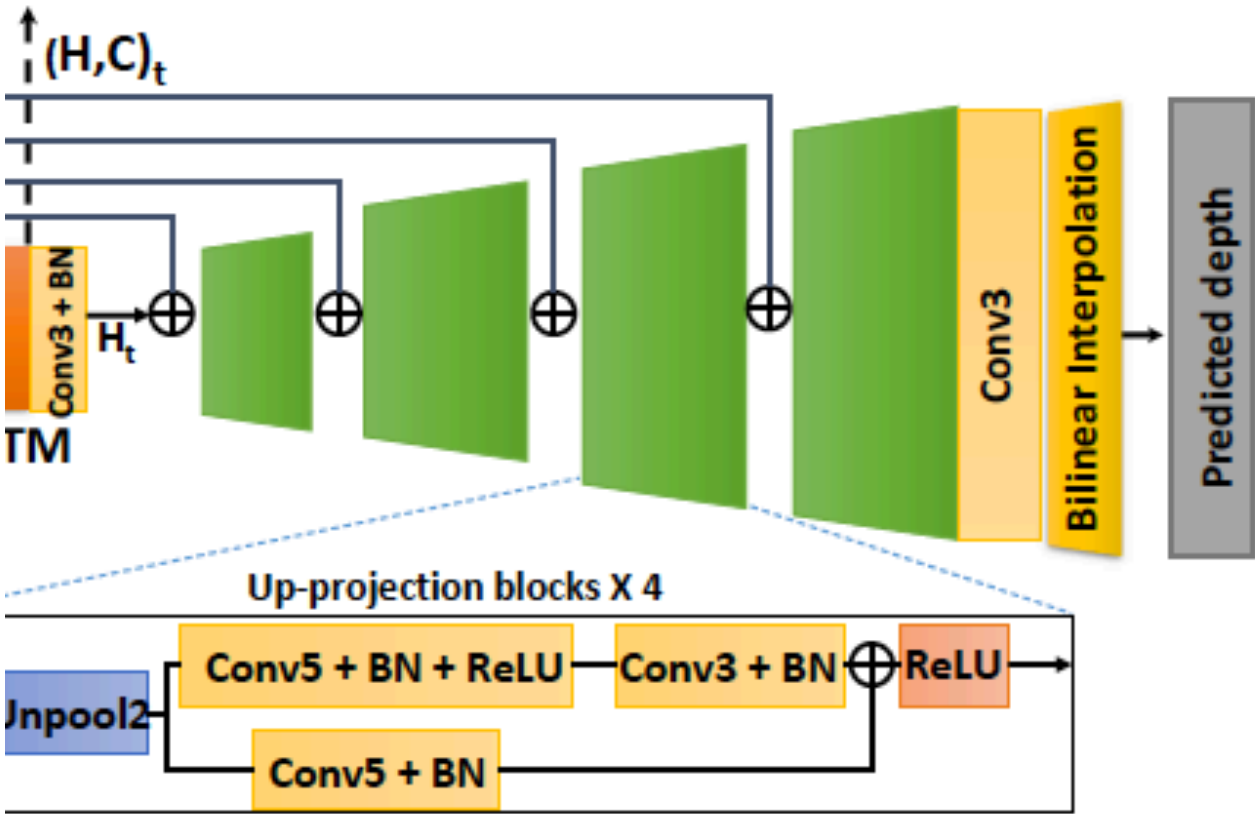 (H,C)t
Conv3 + BN
Ht
TM
Conv3
Bilinear Interpolation
Predicted depth
Up-projection blocks X 4
Unpool2
Conv5 + BN + ReLU
Conv3 + BN
ReLU
Conv5 + BN